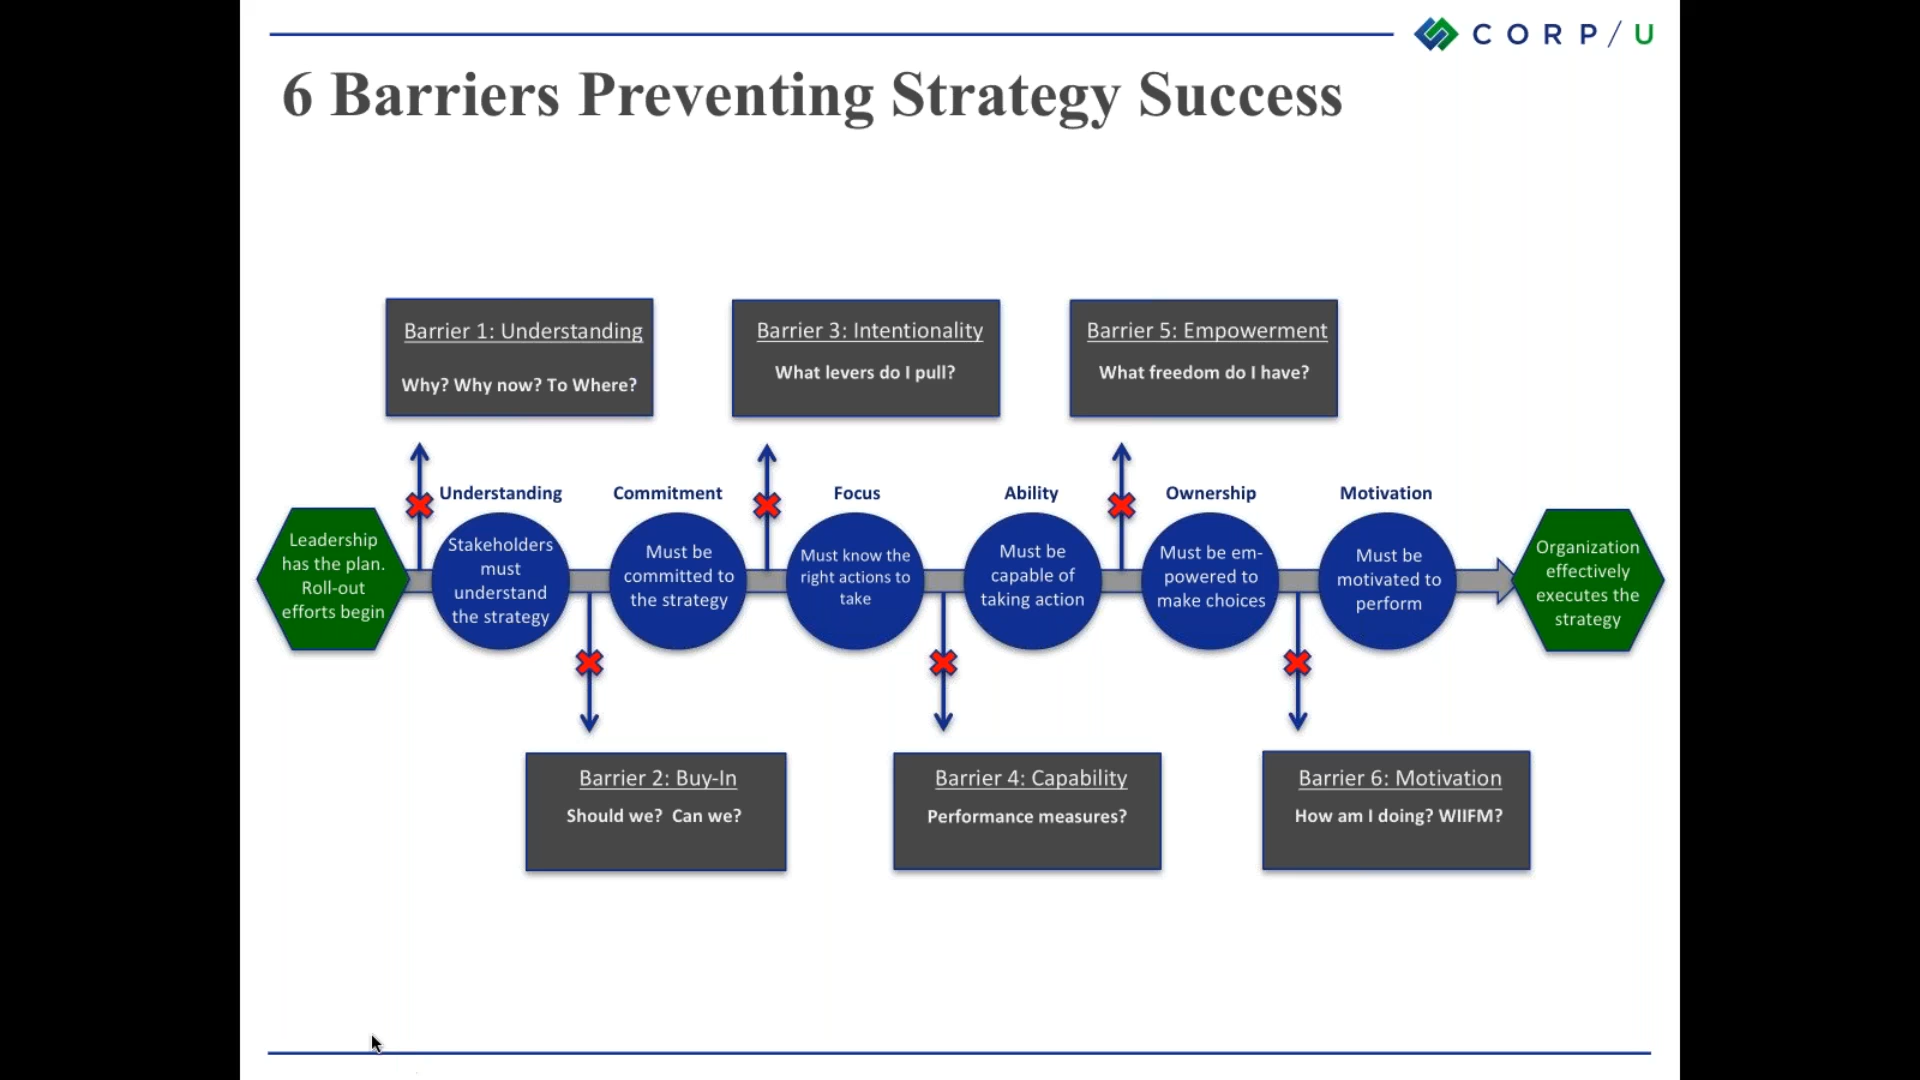 CORP/U
6 Barriers Preventing Strategy Success
Barrier 1: Understanding
Why? Why now? To Where?
Barrier 3: Intentionality
What levers do I pull?
Barrier 5: Empowerment
What freedom do I have?
Leadership
has the plan.
Roll-out
efforts begin
Understanding
Stakeholders
must
understand
the strategy
Commitment
Must be
committed to
the strategy
Focus
Must know the
right actions to
take
Ability
Must be
capable of
taking action
Ownership
Must be em-
powered to
make choices
Motivation
Must be
motivated to
perform
Organization
effectively
executes the
strategy
Barrier 2: Buy-In
Should we?  Can we?
Barrier 4: Capability
Performance measures?
Barrier 6: Motivation
How am I doing? WIIFM?